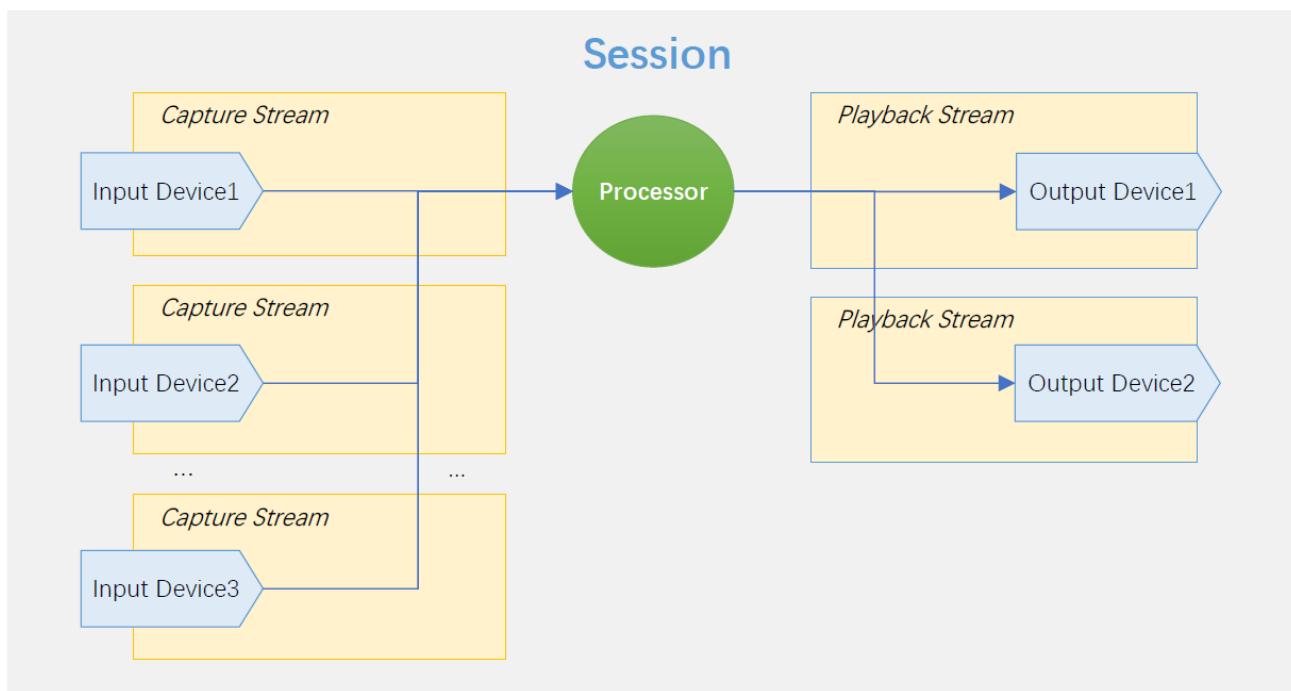 Session
Capture Stream
Input Device1
Capture Stream
Input Device2
...
...
Capture Stream
Input Device3
Processor
Playback Stream
Output Device1
Playback Stream
Output Device2